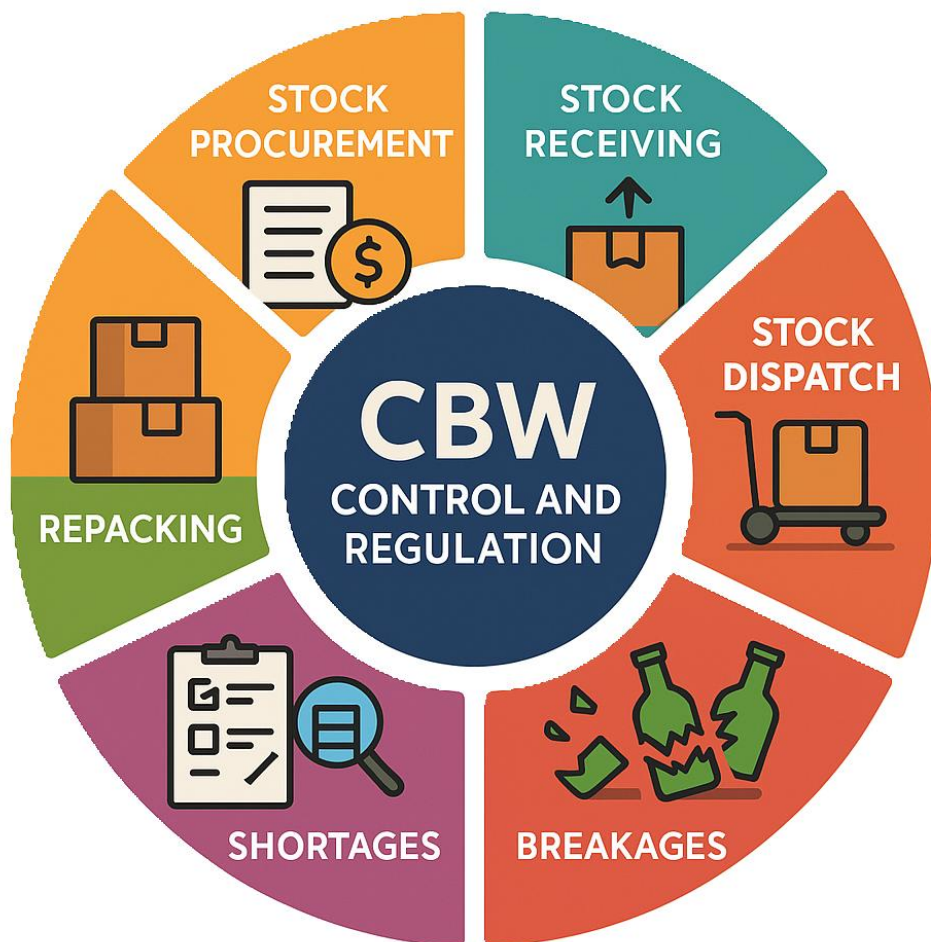 STOCK
PROCUREMENT
STOCK
RECEIVING
STOCK
DISPATCH
BREAKAGES
SHORTAGES
REPACKING
CBW
CONTROL AND
REGULATION
$